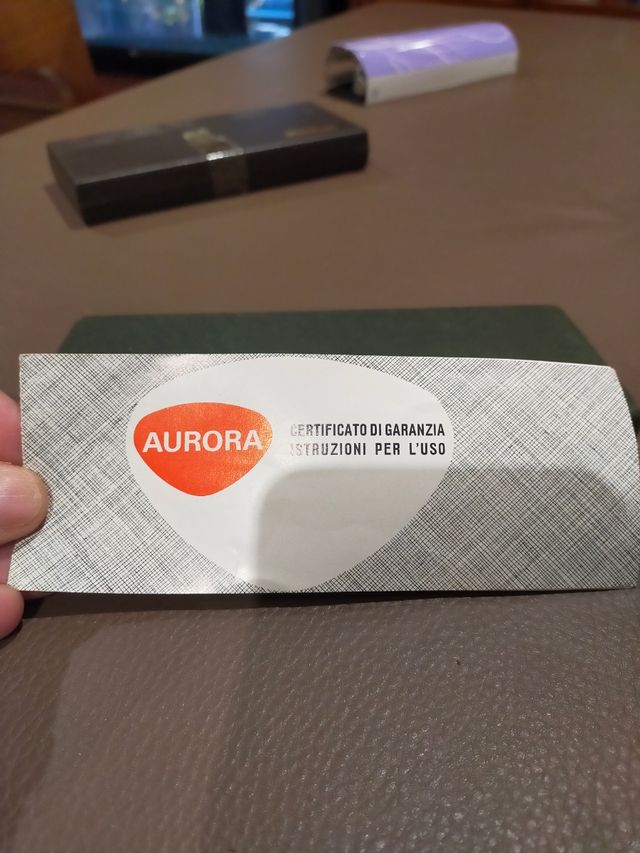 AURORA
CERTIFICATO DI GARANZIA
ISTRUZIONI PER L'USO